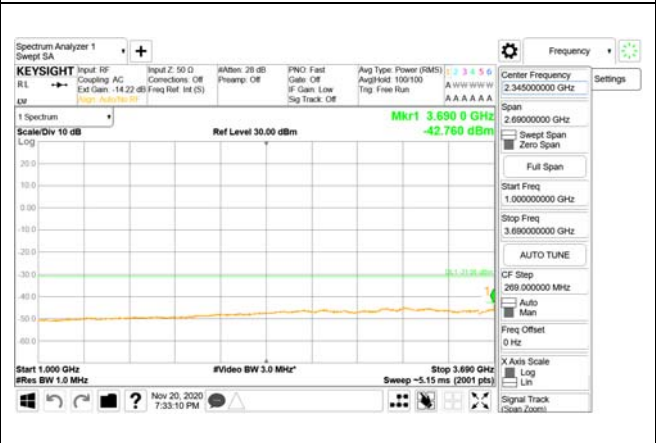 Spectrum Analyzer 1
Swept SA
+
Frequency
KEYSIGHT
RL
Input: RF
Coupling: AC
Ext Gain: -14.22 dB
Align: Auto/No RF
Input Z: 50 Ω
Corrections: Off
Freq Ref: Int (S)
#Atten: 28 dB
Preamp: Off
PNO: Fast
Gate: Off
IF Gain: Low
Sig Track: Off
Avg Type: Power (RMS)
Avg|Hold: 100/100
Trig: Free Run
1 2 3 4 5 6
A W W W W W
A A A A A A
1 Spectrum
Scale/Div 10 dB
Log
Ref Level 30.00 dBm
Mkr1 3.690 0 GHz
-42.760 dBm
20.0
10.0
0.00
-10.0
-20.0
-30.0
-40.0
-50.0
-60.0
1
Start 1.000 GHz
#Res BW 1.0 MHz
#Video BW 3.0 MHz*
Stop 3.690 GHz
Sweep ~5.15 ms (2001 pts)
?
Nov 20, 2020
7:33:10 PM
Center Frequency
2.345000000 GHz
Settings
Span
2.69000000 GHz
Swept Span
Zero Span
Full Span
Start Freq
1.000000000 GHz
Stop Freq
3.690000000 GHz
AUTO TUNE
CF Step
269.000000 MHz
Auto
Man
Freq Offset
0 Hz
X Axis Scale
Log
Lin
Signal Track
(Span Zoom)